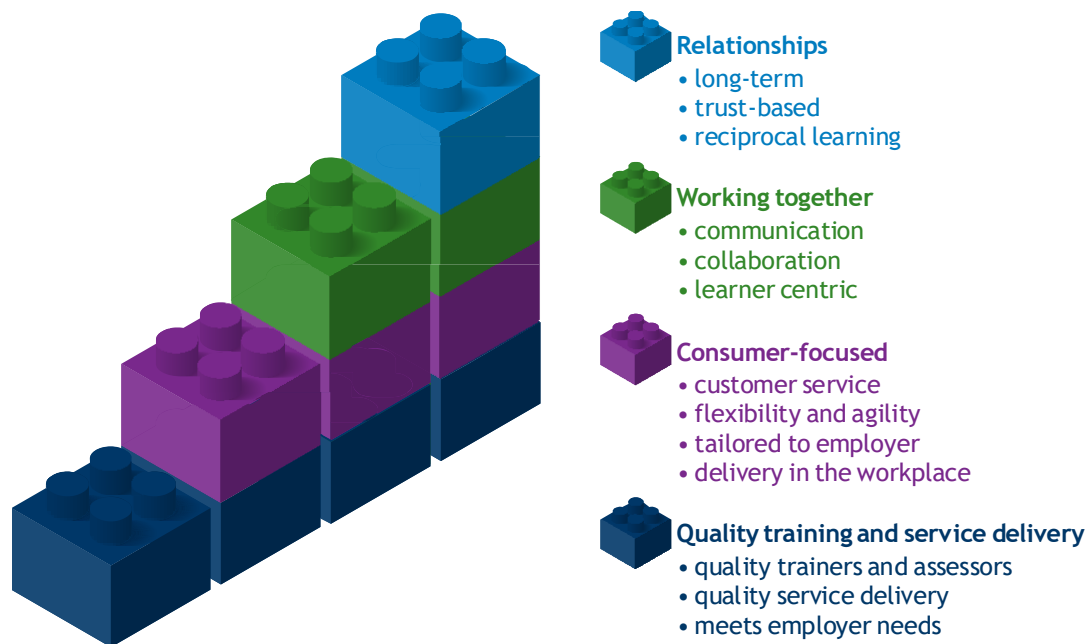 Relationships
• long-term
• trust-based
• reciprocal learning
Working together
• communication
• collaboration
• learner centric
Consumer-focused
• customer service
• flexibility and agility
• tailored to employer
• delivery in the workplace
Quality training and service delivery
• quality trainers and assessors
• quality service delivery
• meets employer needs